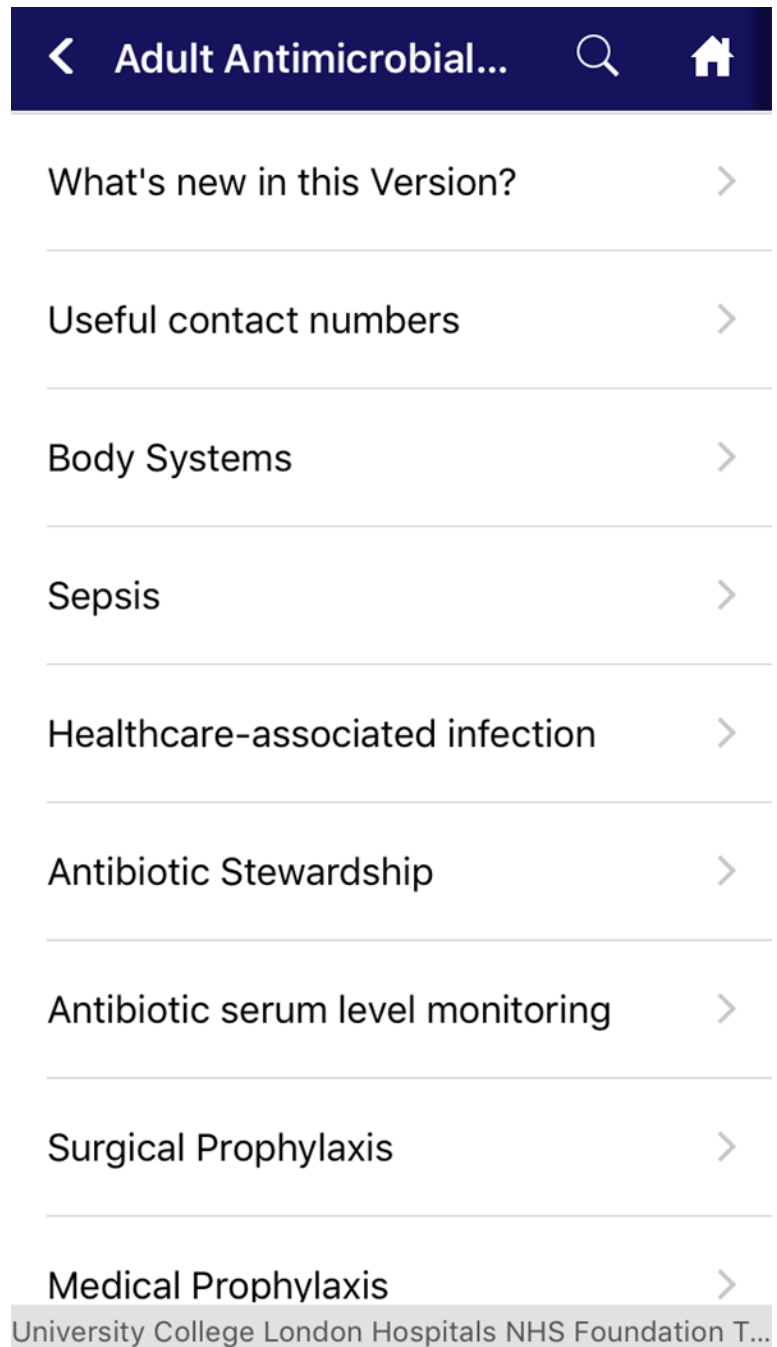 Adult Antimicrobial...
What's new in this Version?
Useful contact numbers
Body Systems
Sepsis
Healthcare-associated infection
Antibiotic Stewardship
Antibiotic serum level monitoring
Surgical Prophylaxis
Medical Prophylaxis
University College London Hospitals NHS Foundation T...